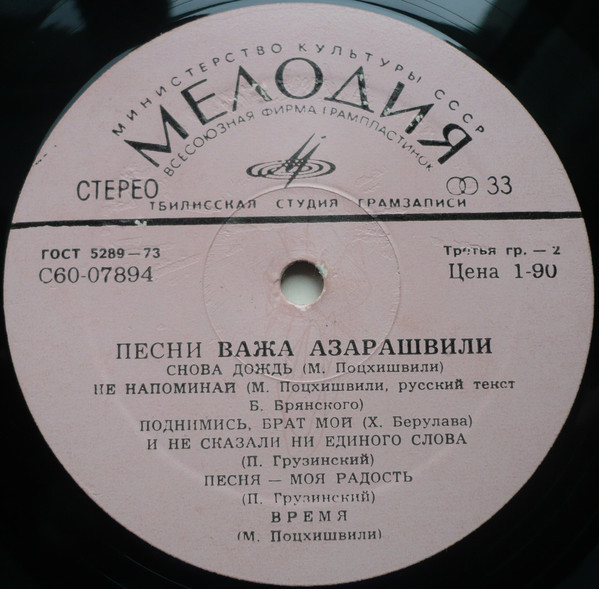 МИНИСТЕРСТВО КУЛЬТУРЫ СССР
МЕЛОДИЯ
ВСЕСОЮЗНАЯ ФИРМА ГРАМПЛАСТИНОК
СТЕРЕО
33
ТБИЛИССКАЯ СТУДИЯ ГРАМЗАПИСИ
ГОСТ 5289—73
Третья гр. — 2
С60-07894
Цена 1-90
ПЕСНИ ВАЖА АЗАРАШВИЛИ
СНОВА ДОЖДЬ (М. Поцхишвили)
НЕ НАПОМИНАЙ (М. Поцхишвили, русский текст
Б. Брянского)
ПОДНИМИСЬ, БРАТ МОЙ (Х. Берулава)
И НЕ СКАЗАЛИ НИ ЕДИНОГО СЛОВА
(П. Грузинский)
ПЕСНЯ — МОЯ РАДОСТЬ
(П. Грузинский)
ВРЕМЯ
(М. Поцхишвили)